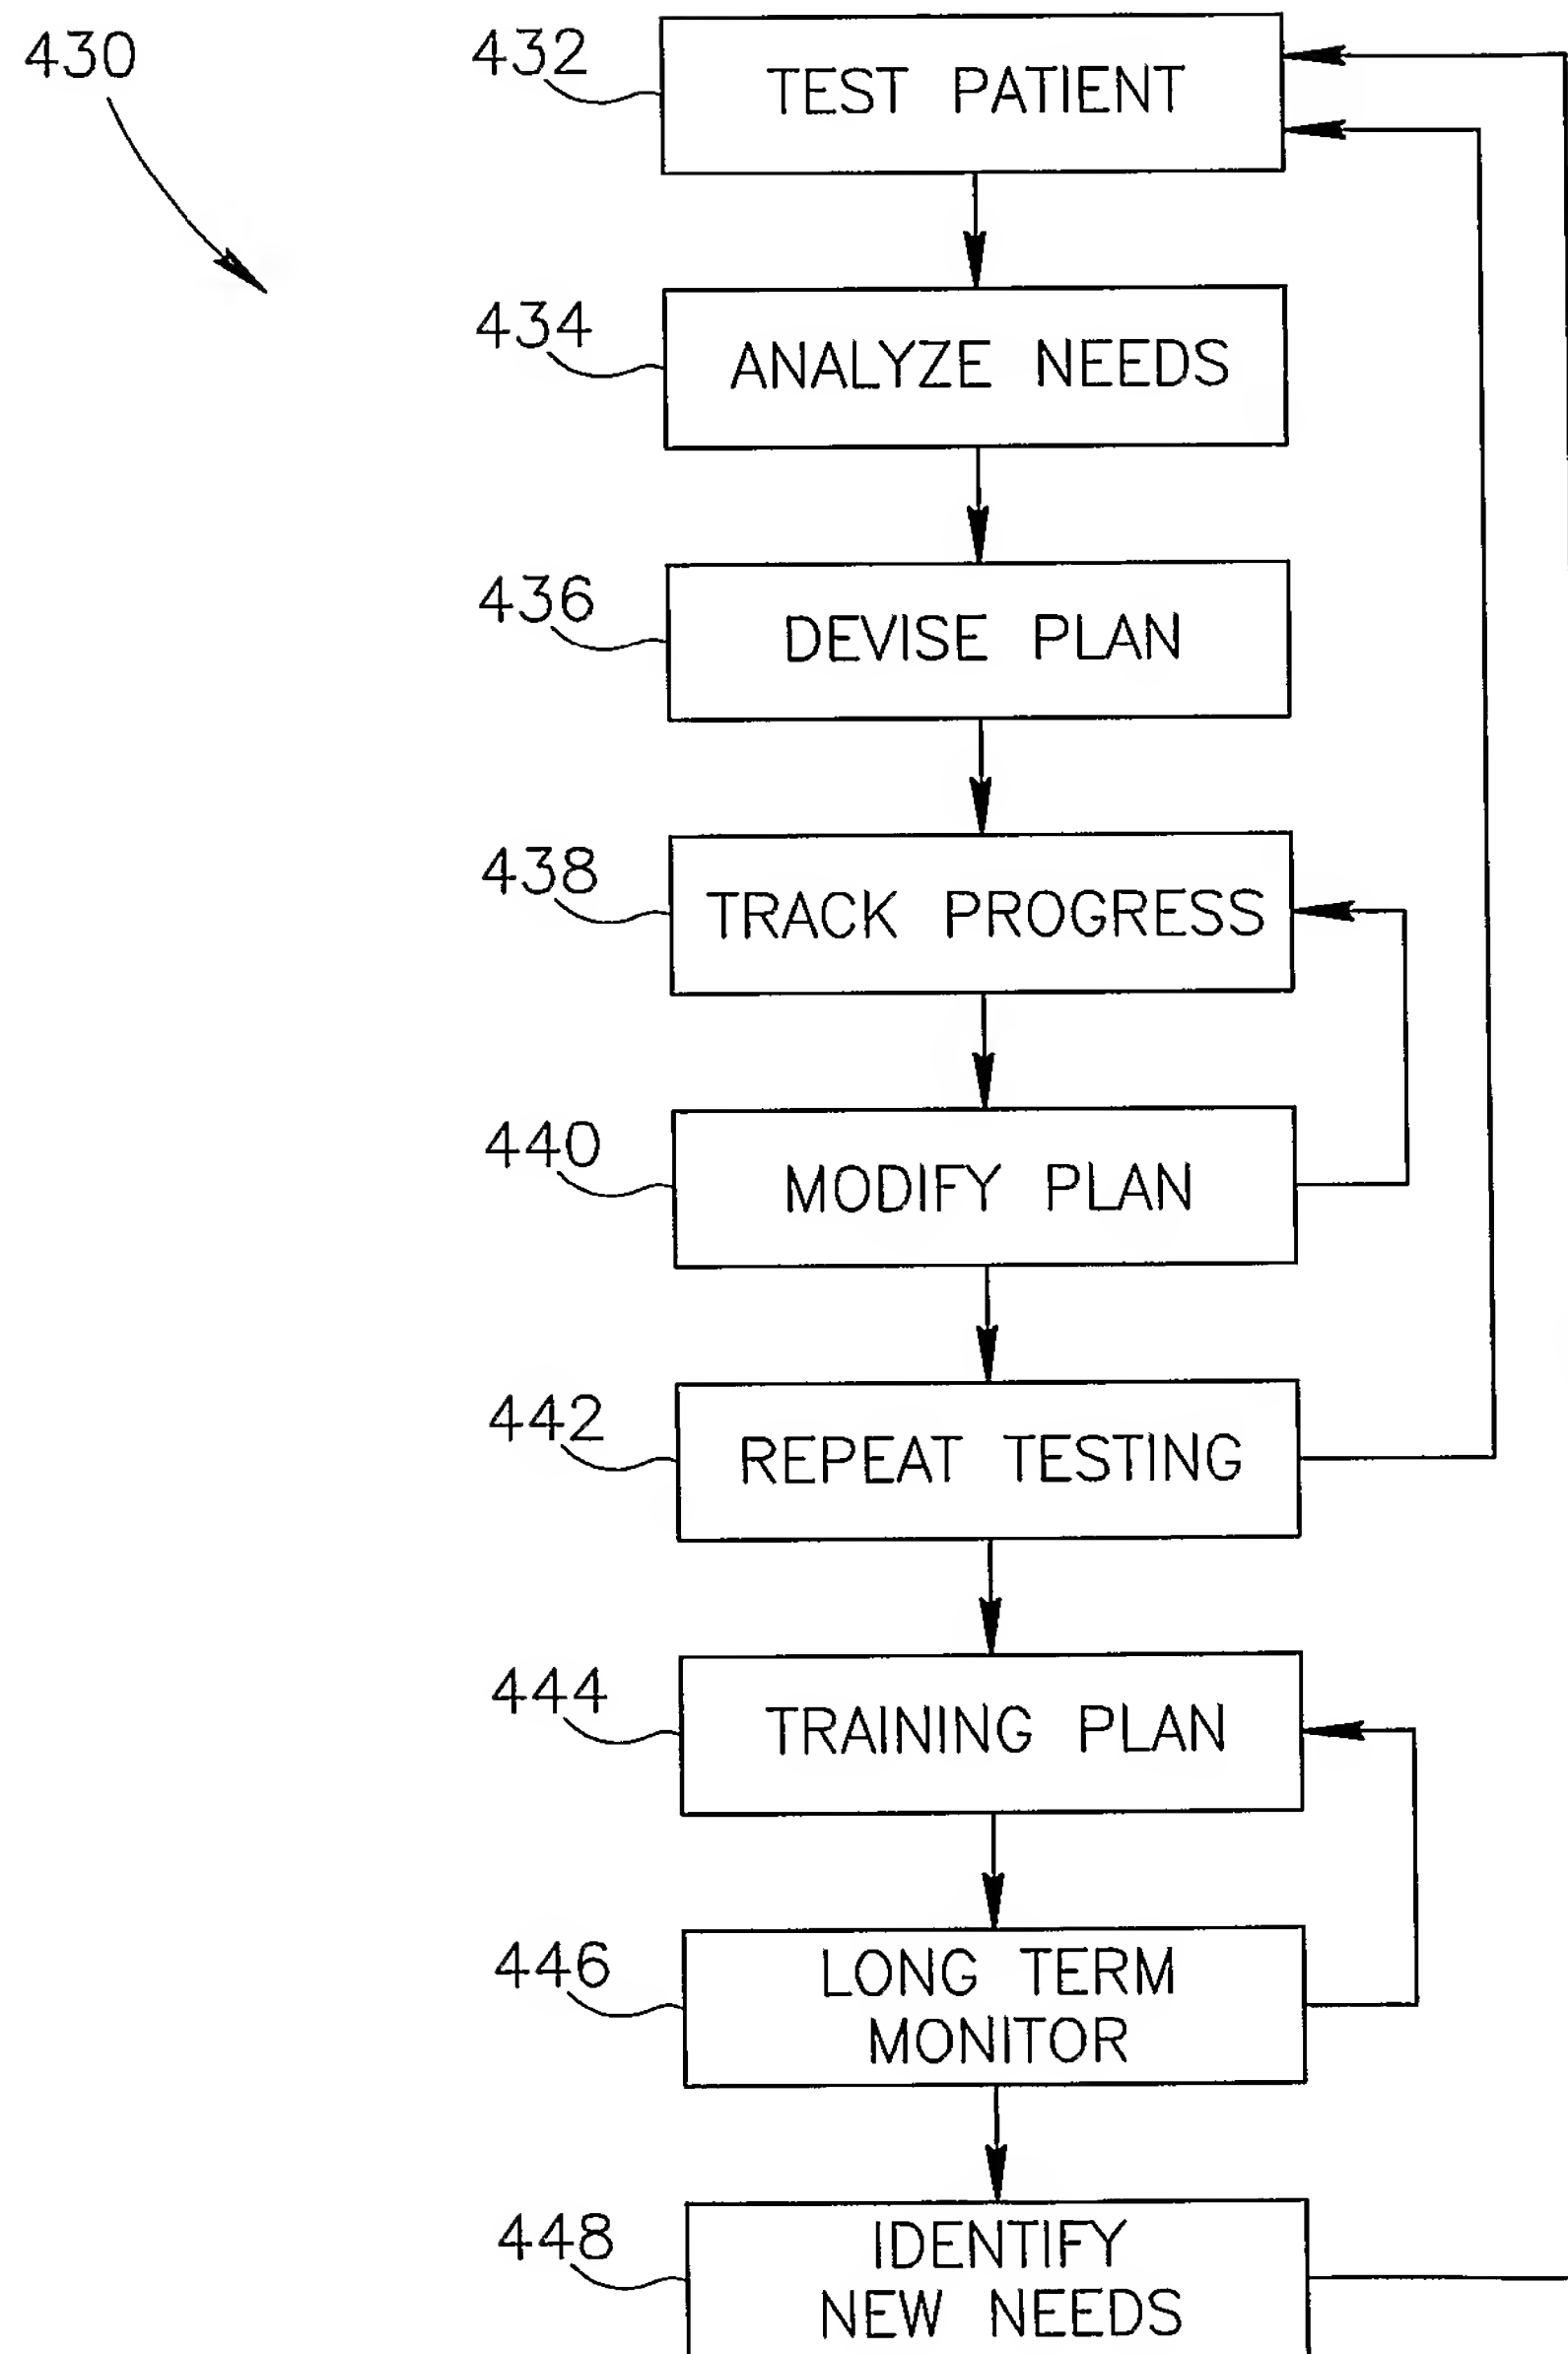 430
432
TEST PATIENT
434
ANALYZE NEEDS
436
DEVISE PLAN
438
TRACK PROGRESS
440
MODIFY PLAN
442
REPEAT TESTING
444
TRAINING PLAN
446
LONG TERM
MONITOR
448
IDENTIFY
NEW NEEDS